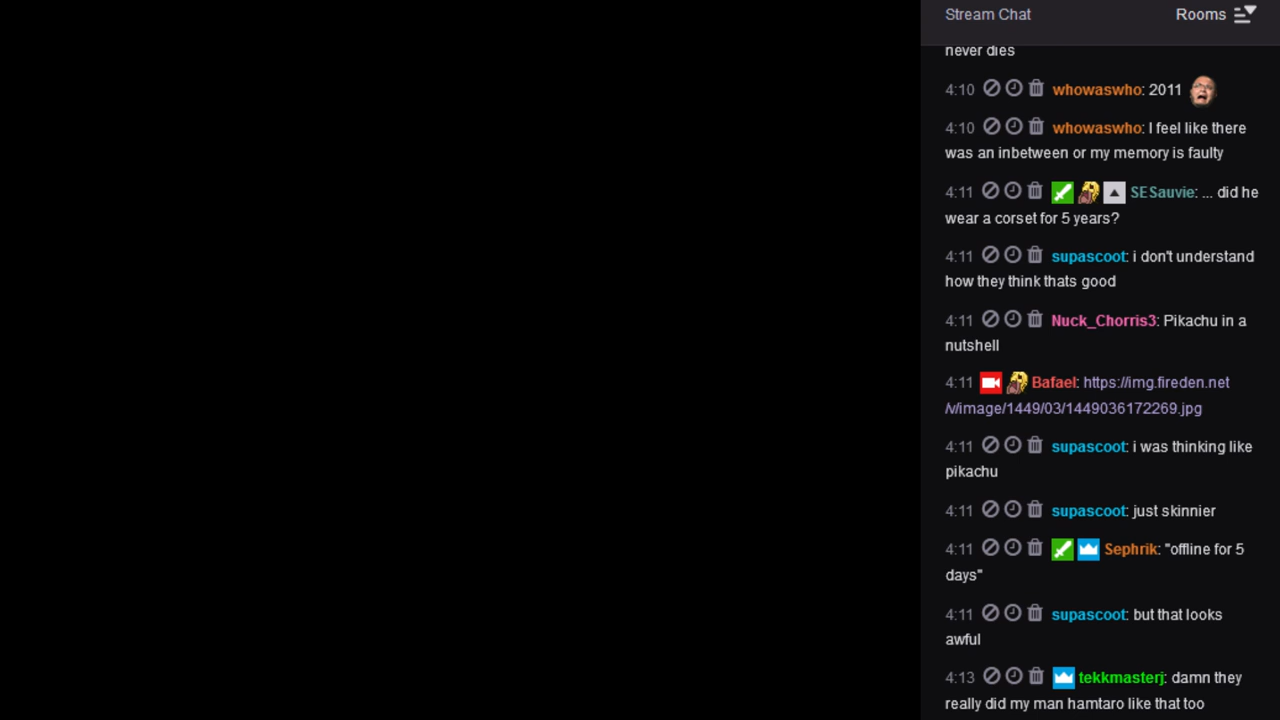 Stream Chat
Rooms
never dies
4:10 whowaswho: 2011
4:10 whowaswho: I feel like there
was an inbetween or my memory is faulty
4:11 SESauvie: ... did he
wear a corset for 5 years?
4:11 supascoot: i don't understand
how they think thats good
4:11 Nuck_Chorris3: Pikachu in a
nutshell
4:11 Bafael: https://img.fireden.net
/v/image/1449/03/1449036172269.jpg
4:11 supascoot: i was thinking like
pikachu
4:11 supascoot: just skinnier
4:11 Sephrik: "offline for 5
days"
4:11 supascoot: but that looks
awful
4:13 tekkmasterj: damn they
really did my man hamtaro like that too